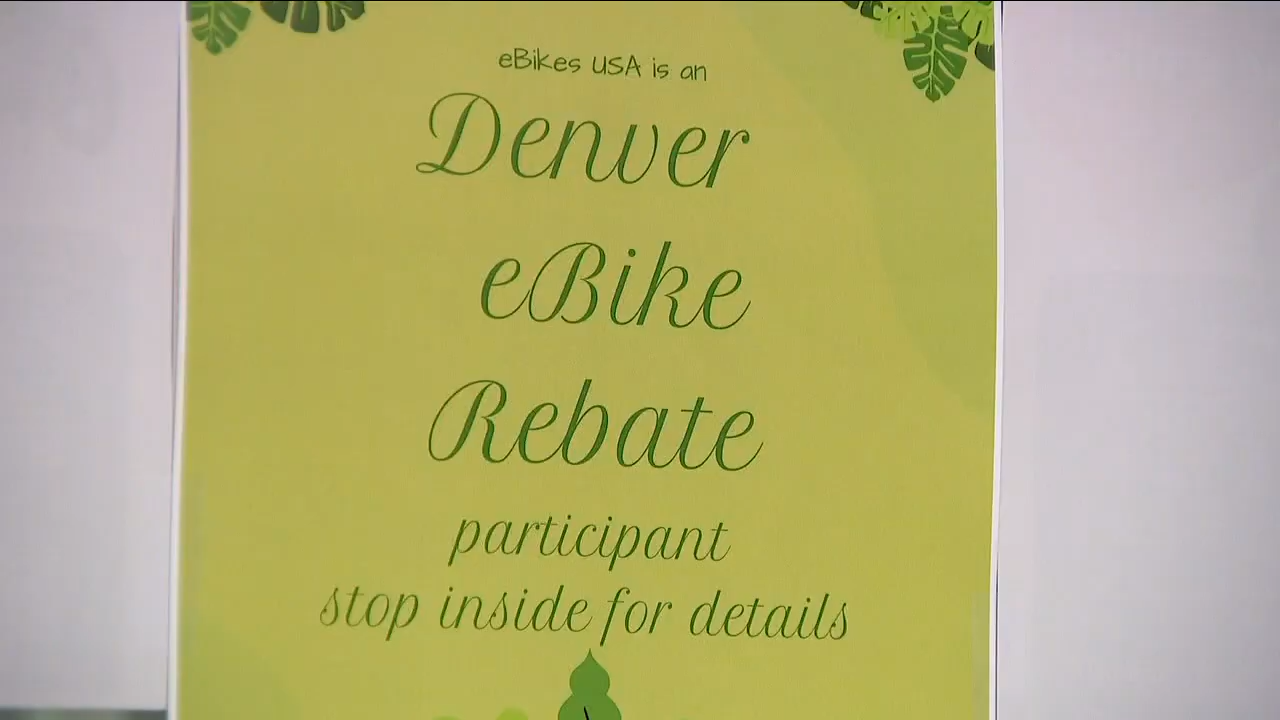 eBikes USA is an
Denver
eBike
Rebate
participant
stop inside for details